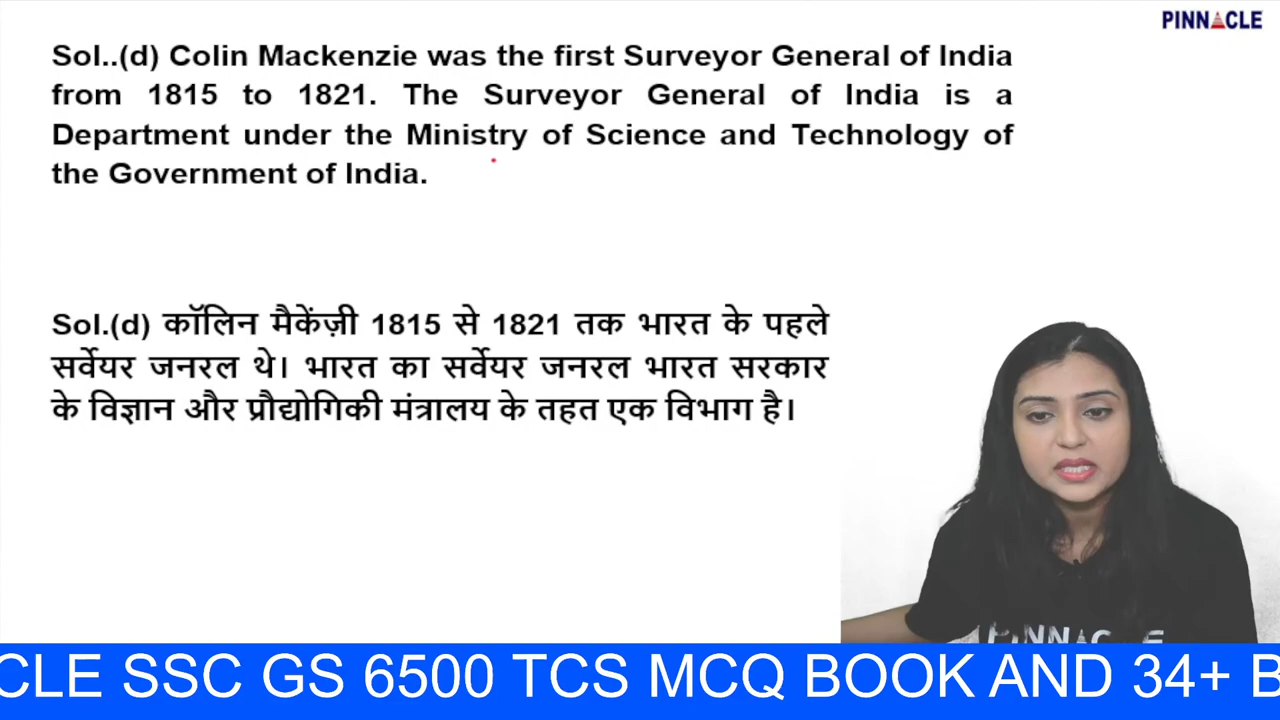 PINNACLE
Sol..(d) Colin Mackenzie was the first Surveyor General of India
from 1815 to 1821. The Surveyor General of India is a
Department under the Ministry of Science and Technology of
the Government of India.
Sol.(d) कॉलिन मैकेंज़ी 1815 से 1821 तक भारत के पहले
सर्वेयर जनरल थे। भारत का सर्वेयर जनरल भारत सरकार
के विज्ञान और प्रौद्योगिकी मंत्रालय के तहत एक विभाग है।
PINNACLE
CLE SSC GS 6500 TCS MCQ BOOK AND 34+ B